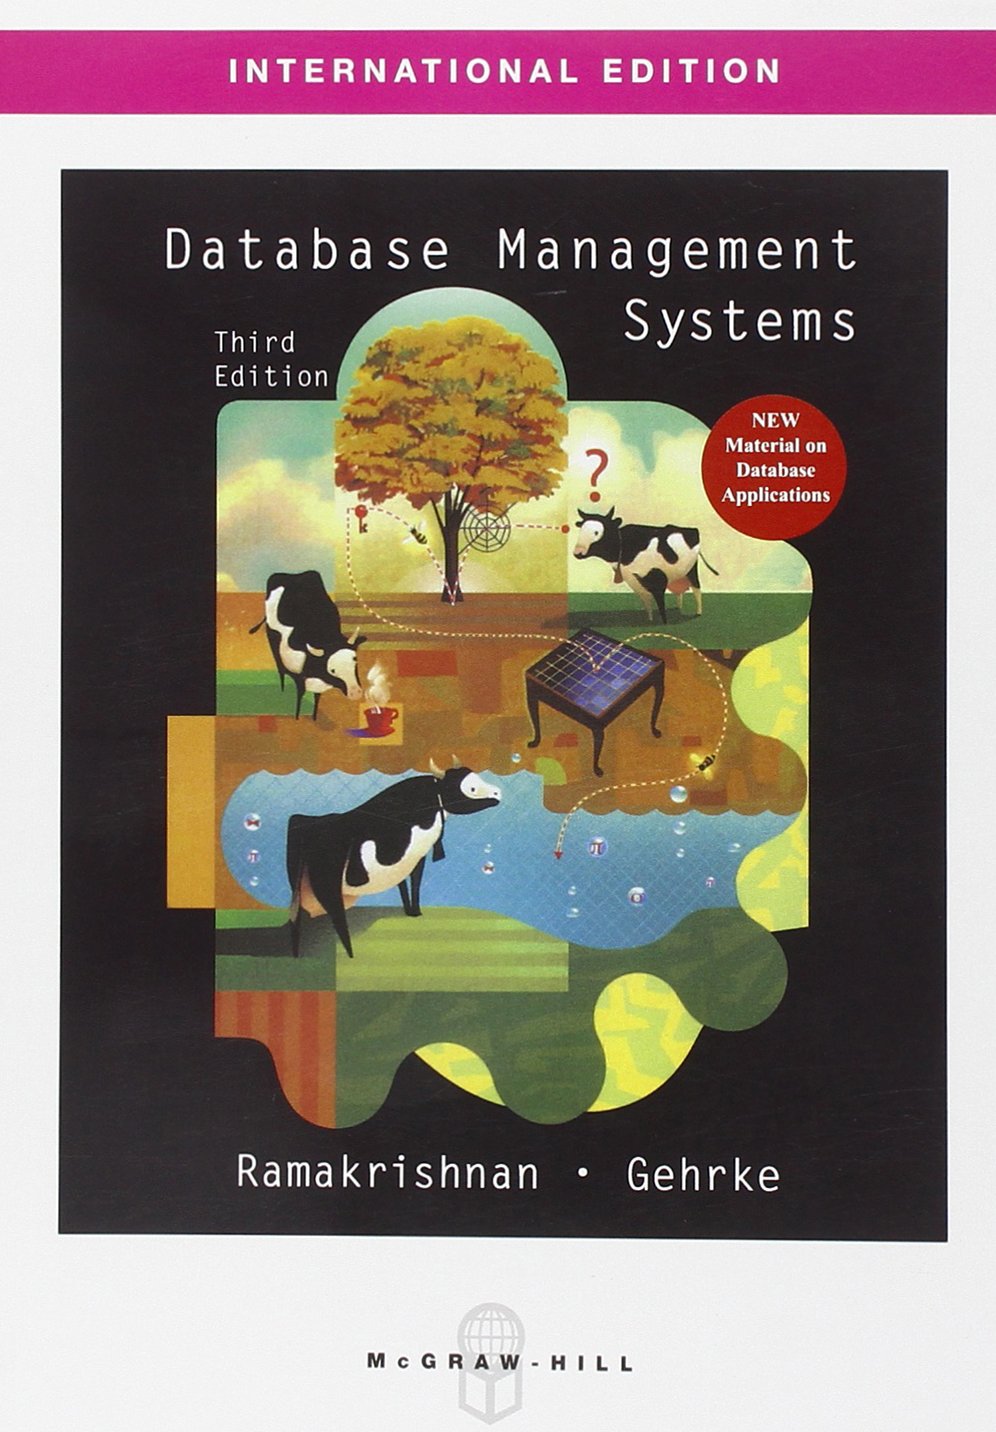 INTERNATIONAL EDITION
Database Management
Systems
Third
Edition
NEW
Material on
Database
Applications
?
Ramakrishnan · Gehrke
McGRAW-HILL